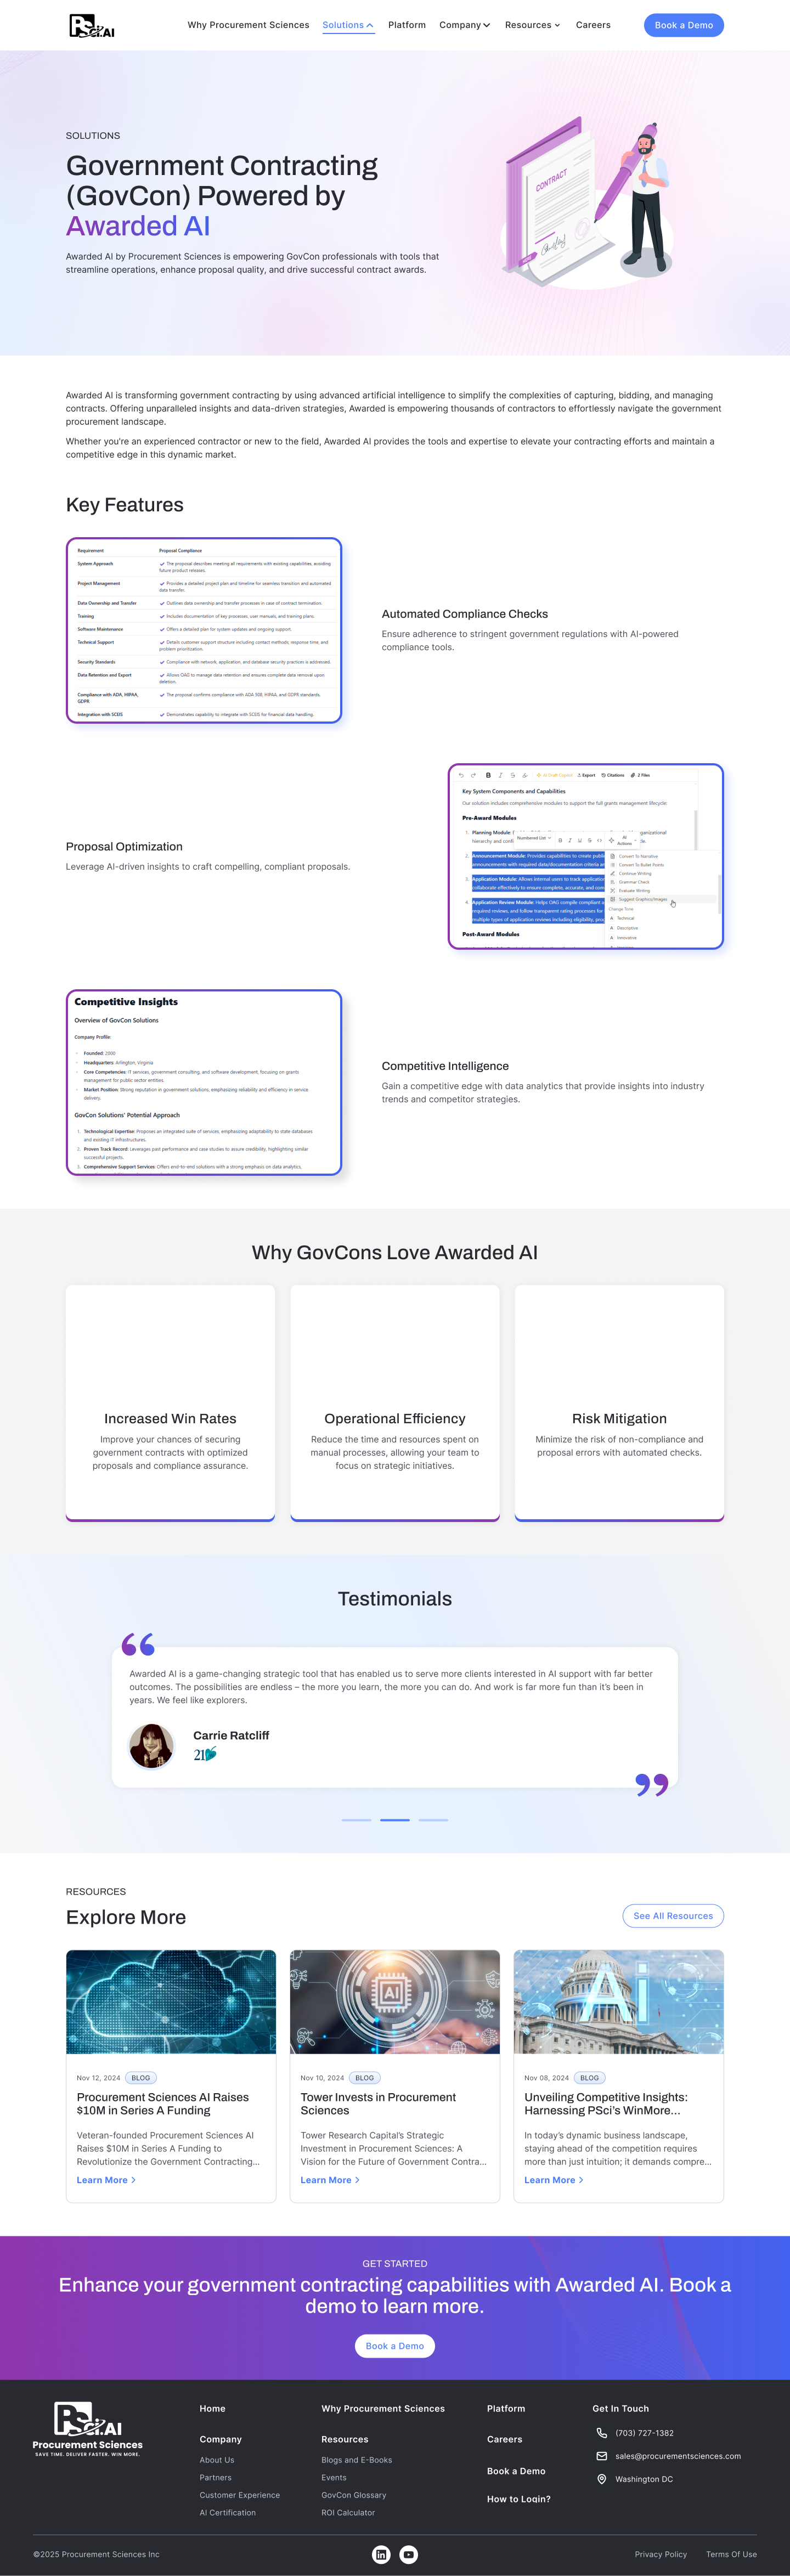 PSci.AI
Why Procurement Sciences
Solutions
Platform
Company
Resources
Careers
Book a Demo
SOLUTIONS
Government Contracting
(GovCon) Powered by
Awarded AI
Awarded AI by Procurement Sciences is empowering GovCon professionals with tools that
streamline operations, enhance proposal quality, and drive successful contract awards.
CONTRACT
Awarded AI is transforming government contracting by using advanced artificial intelligence to simplify the complexities of capturing, bidding, and managing
contracts. Offering unparalleled insights and data-driven strategies, Awarded is empowering thousands of contractors to effortlessly navigate the government
procurement landscape.
Whether you're an experienced contractor or new to the field, Awarded AI provides the tools and expertise to elevate your contracting efforts and maintain a
competitive edge in this dynamic market.
Key Features
Requirement
Proposal Compliance
System Approach
The proposal describes meeting all requirements with existing capabilities, avoiding
future product releases.
Project Management
Provides a detailed project plan and timeline for seamless transition and automated
data transfer.
Data Ownership and Transfer
Outlines data ownership and transfer processes in case of contract termination.
Training
Includes documentation of key processes, user manuals, and training plans.
Software Maintenance
Offers a detailed plan for system updates and ongoing support.
Technical Support
Details customer support structure including contact methods, response time, and
problem prioritization.
Security Standards
Compliance with network, application, and database security practices is addressed.
Data Retention and Export
Allows OAG to manage data retention and ensures complete data removal upon
deletion.
Compliance with ADA, HIPAA,
GDPR
The proposal confirms compliance with ADA 508, HIPAA, and GDPR standards.
Integration with SCEIS
Demonstrates capability to integrate with SCEIS for financial data handling.
Automated Compliance Checks
Ensure adherence to stringent government regulations with AI-powered
compliance tools.
Proposal Optimization
Leverage AI-driven insights to craft compelling, compliant proposals.
AI Draft Copilot
Export
Citations
2 Files
Key System Components and Capabilities
Our solution includes comprehensive modules to support the full grants management lifecycle:
Pre-Award Modules
1. Planning Module:
ganizational
hierarchy and confi
Numbered List
B I U S
AI
Actions
2. Announcement Module: Provides capabilities to create public
announcements with required data/documentation criteria
3. Application Module: Allows internal users to track application
collaborate effectively to ensure complete, accurate, and com
4. Application Review Module: Helps OAG compile compliant
required reviews, and follow transparent rating processes for
multiple types of application reviews including eligibility, pro
Post-Award Modules
Convert To Narrative
Convert To Bullet Points
Continue Writing
Grammar Check
Evaluate Writing
Suggest Graphics/Images
Change Tone
Technical
Descriptive
Innovative
Competitive Insights
Overview of GovCon Solutions
Company Profile:
Founded: 2000
Headquarters: Arlington, Virginia
Core Competencies: IT services, government consulting, and software development, focusing on grants
management for public sector entities.
Market Position: Strong reputation in government solutions, emphasizing reliability and efficiency in service
delivery.
GovCon Solutions' Potential Approach
1. Technological Expertise: Proposes an integrated suite of services, emphasizing adaptability to state databases
and existing IT infrastructures.
2. Proven Track Record: Leverages past performance and case studies to assure credibility, highlighting similar
successful projects.
3. Comprehensive Support Services: Offers end-to-end solutions with a strong emphasis on data analytics,
Competitive Intelligence
Gain a competitive edge with data analytics that provide insights into industry
trends and competitor strategies.
Why GovCons Love Awarded AI
Increased Win Rates
Improve your chances of securing
government contracts with optimized
proposals and compliance assurance.
Operational Efficiency
Reduce the time and resources spent on
manual processes, allowing your team to
focus on strategic initiatives.
Risk Mitigation
Minimize the risk of non-compliance and
proposal errors with automated checks.
Testimonials
Awarded AI is a game-changing strategic tool that has enabled us to serve more clients interested in AI support with far better
outcomes. The possibilities are endless – the more you learn, the more you can do. And work is far more fun than it's been in
years. We feel like explorers.
Carrie Ratcliff
RESOURCES
Explore More
See All Resources
AI
Ai
Nov 12, 2024 BLOG
Procurement Sciences AI Raises
$10M in Series A Funding
Veteran-founded Procurement Sciences AI
Raises $10M in Series A Funding to
Revolutionize the Government Contracting...
Learn More
Nov 10, 2024 BLOG
Tower Invests in Procurement
Sciences
Tower Research Capital's Strategic
Investment in Procurement Sciences: A
Vision for the Future of Government Contra...
Learn More
Nov 08, 2024 BLOG
Unveiling Competitive Insights:
Harnessing PSci's WinMore...
In today's dynamic business landscape,
staying ahead of the competition requires
more than just intuition; it demands compre...
Learn More
GET STARTED
Enhance your government contracting capabilities with Awarded AI. Book a
demo to learn more.
Book a Demo
PSci.AI
Procurement Sciences
SAVE TIME. DELIVER FASTER. WIN MORE.
Home
Company
About Us
Partners
Customer Experience
AI Certification
Why Procurement Sciences
Resources
Blogs and E-Books
Events
GovCon Glossary
ROI Calculator
Platform
Careers
Book a Demo
How to Login?
Get In Touch
(703) 727-1382
sales@procurementsciences.com
Washington DC
©2025 Procurement Sciences Inc
Privacy Policy
Terms Of Use